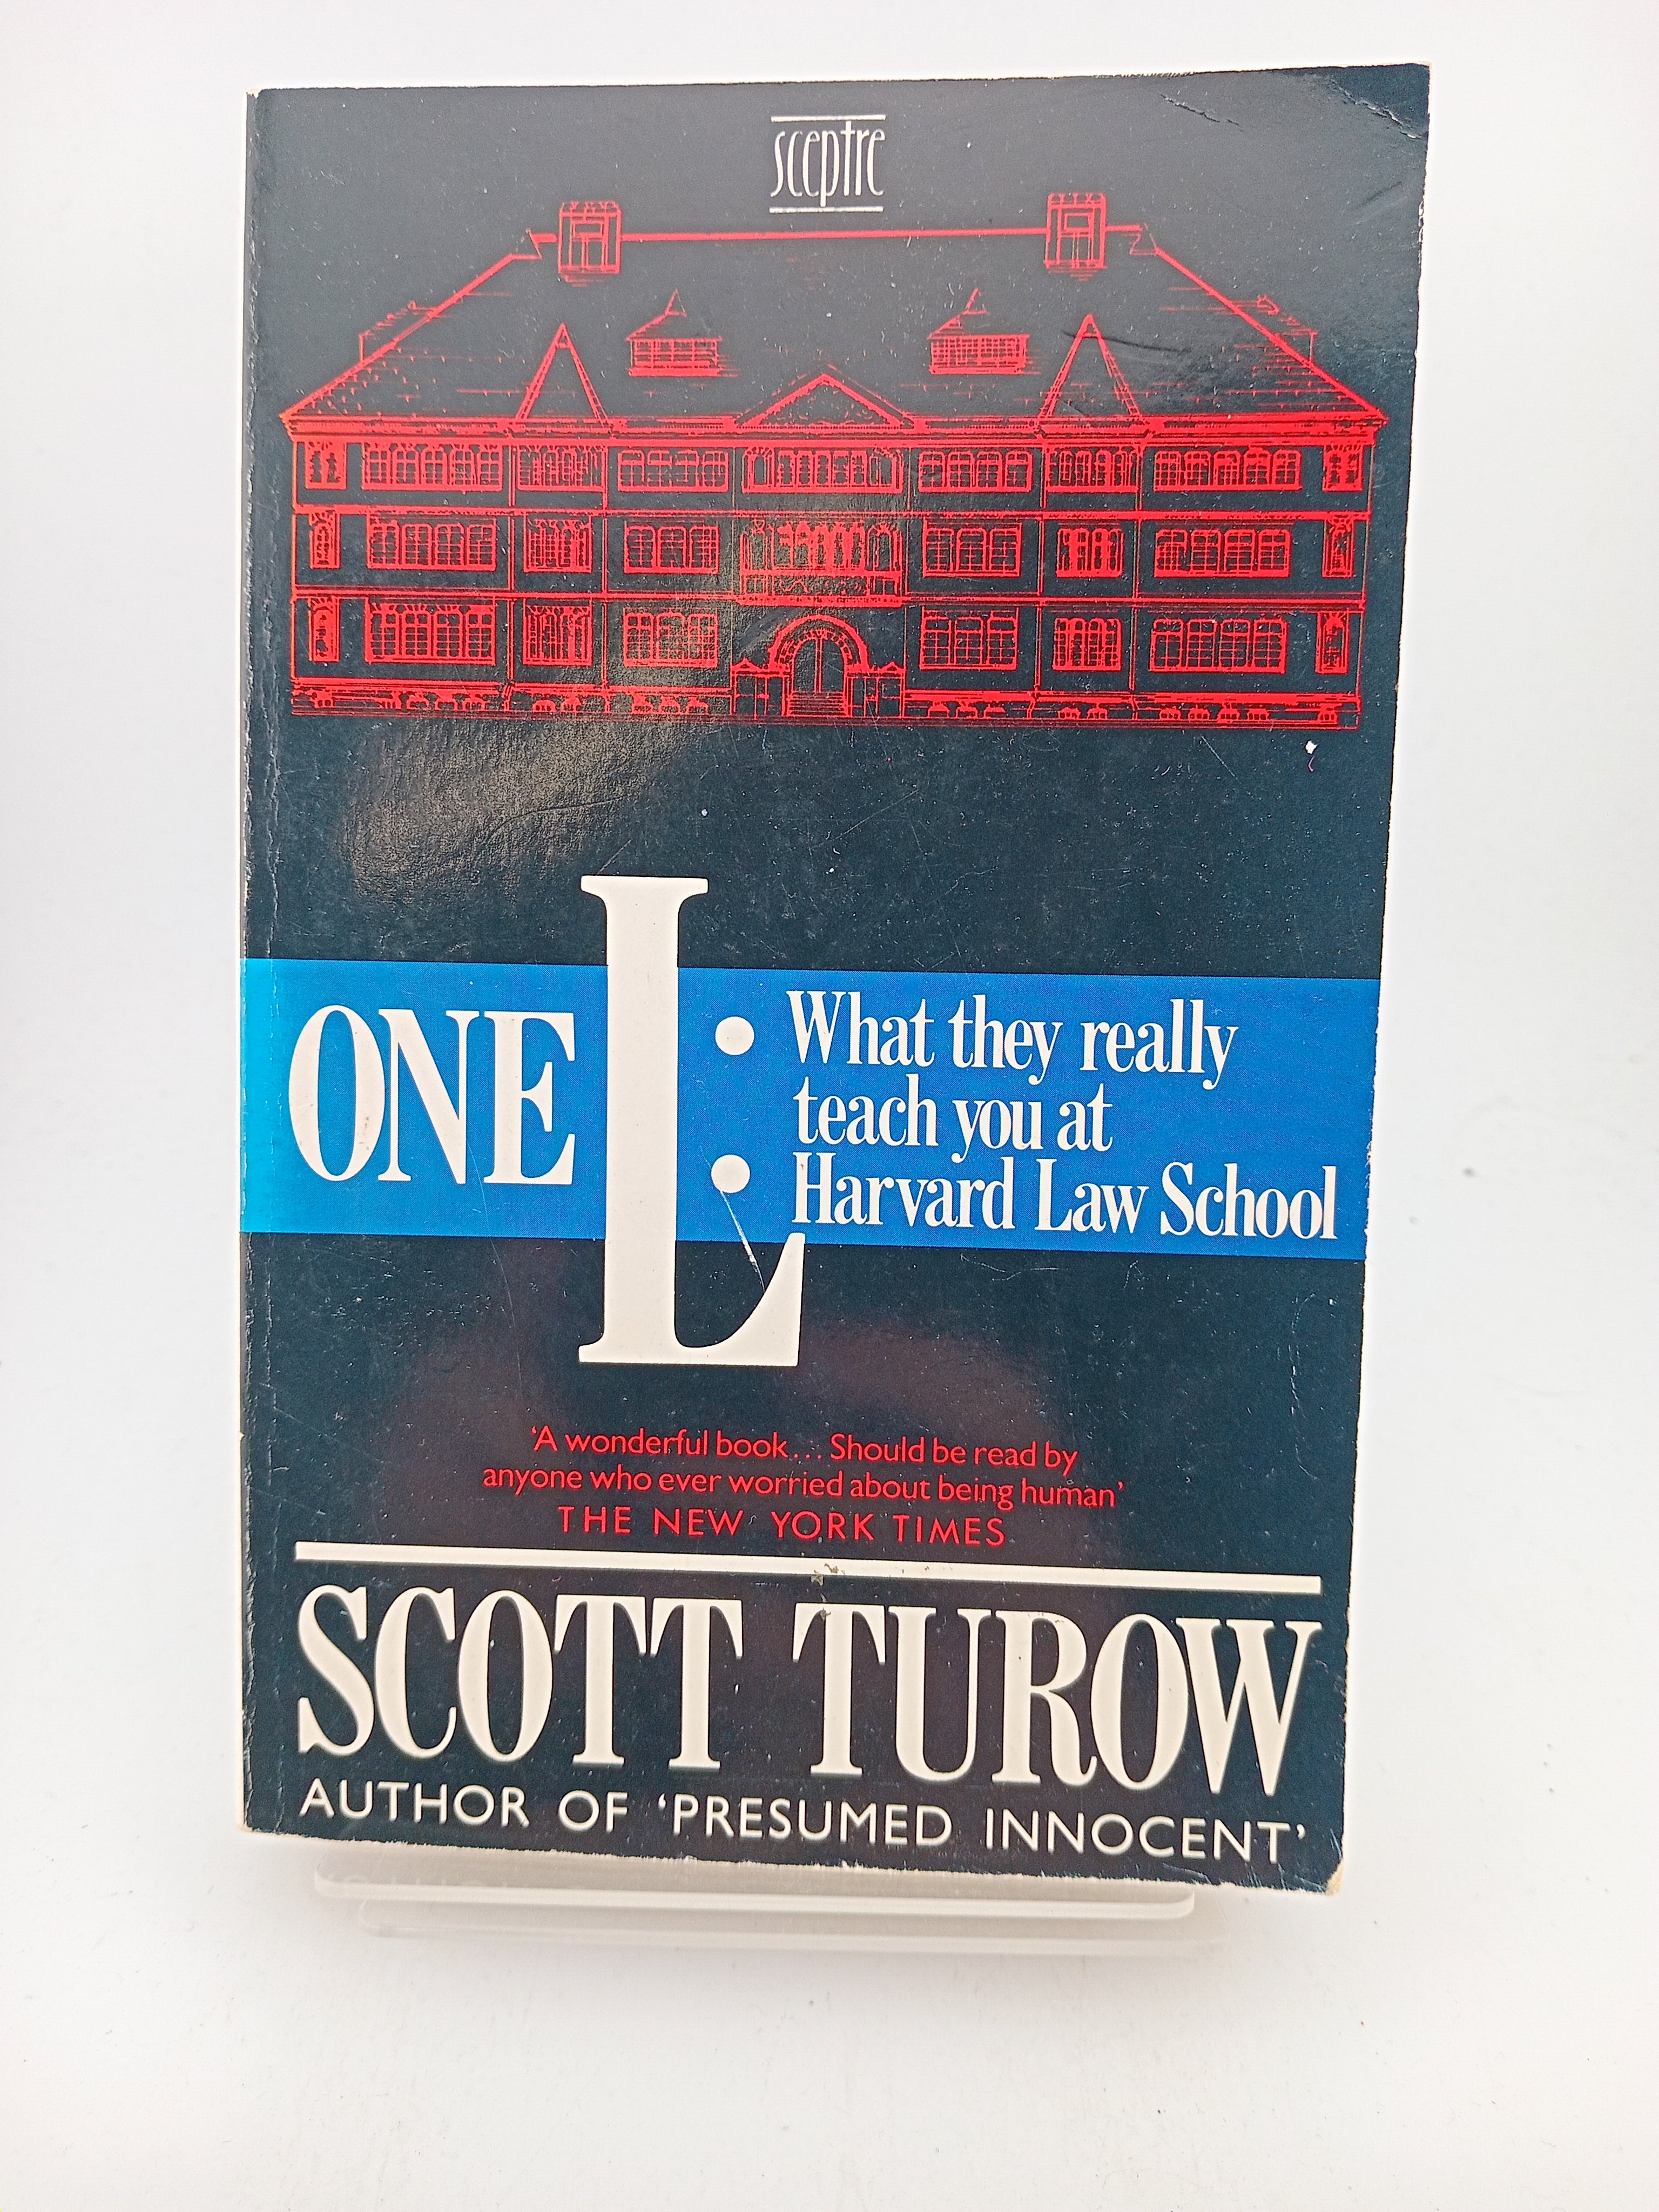 sceptre
ONE L:
What they really
teach you at
Harvard Law School
‘A wonderful book... Should be read by
anyone who ever worried about being human’
THE NEW YORK TIMES
SCOTT TUROW
AUTHOR OF ‘PRESUMED INNOCENT’